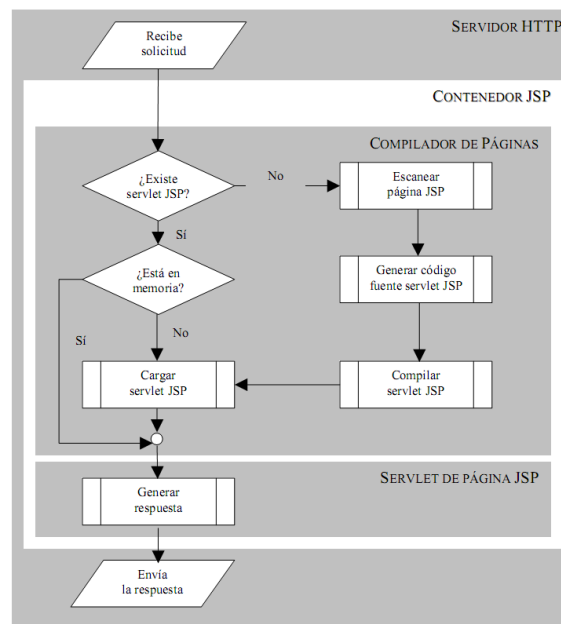 SERVIDOR HTTP
Recibe
solicitud
CONTENEDOR JSP
COMPILADOR DE PÁGINAS
¿Existe
servlet JSP?
No
Escanear
página JSP
Sí
¿Está en
memoria?
Generar código
fuente servlet JSP
Sí
No
Cargar
servlet JSP
Compilar
servlet JSP
SERVLET DE PÁGINA JSP
Generar
respuesta
Envía
la respuesta